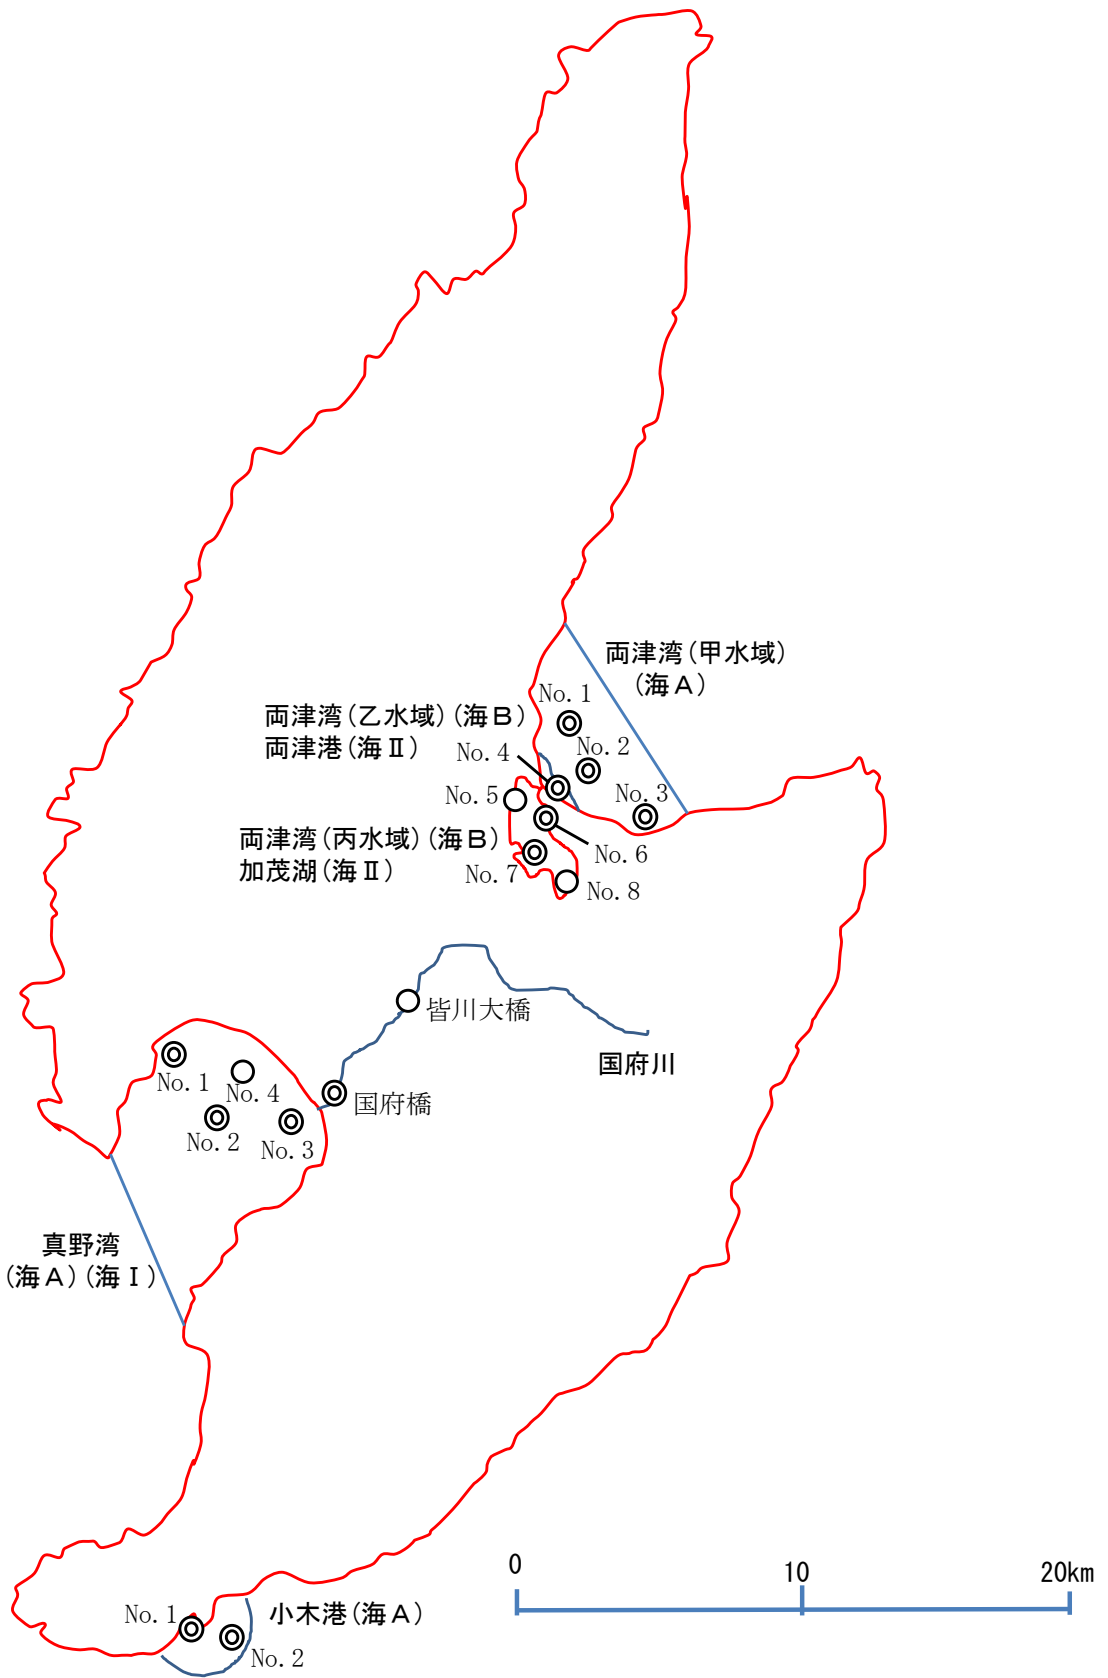 両津湾(甲水域)
(海A)
No.1
両津湾(乙水域)(海B)
両津港(海Ⅱ)
No.4
No.2
No.3
No.5
両津湾(丙水域)(海B)
加茂湖(海Ⅱ)
No.6
No.7
No.8
皆川大橋
国府川
国府橋
No.1
No.4
No.2
No.3
真野湾
(海A)(海Ⅰ)
0
10
20km
No.1
小木港(海A)
No.2